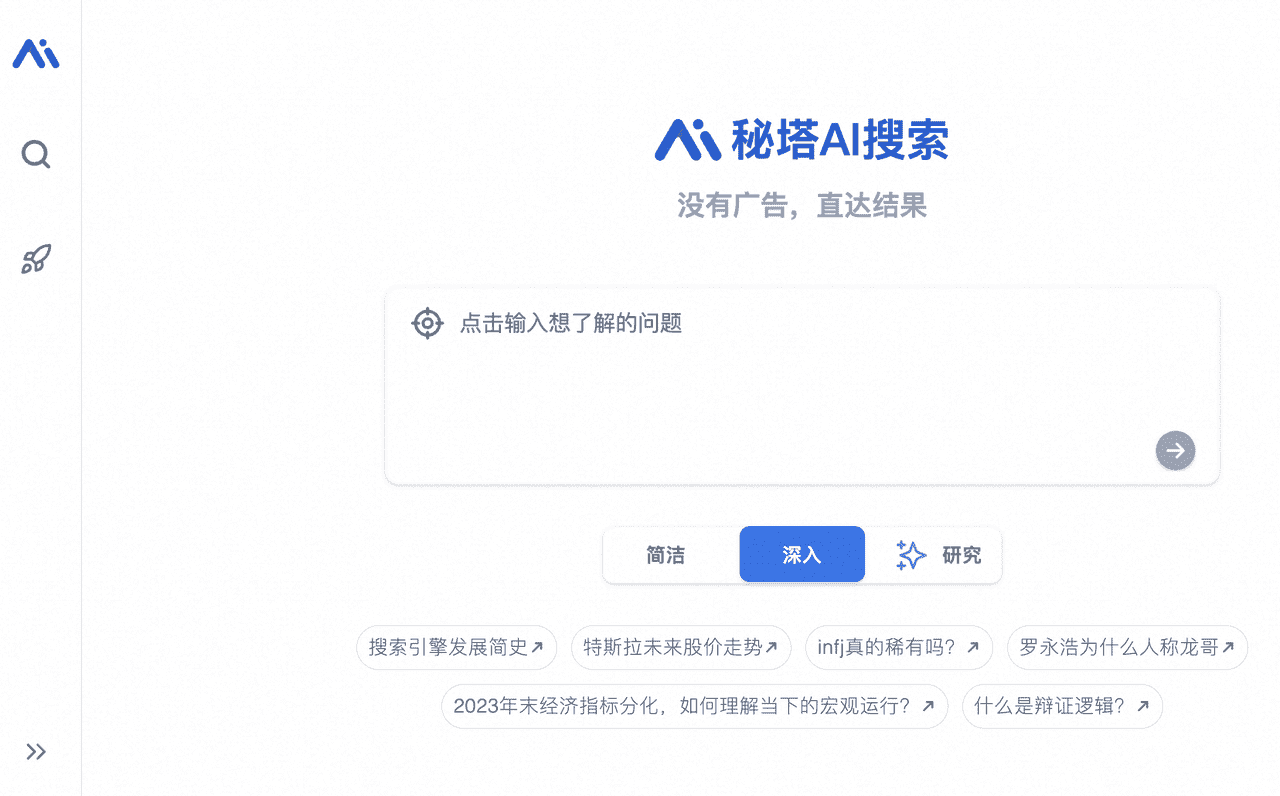 秘塔AI搜索
没有广告，直达结果
点击输入想了解的问题
简洁 深入 研究
搜索引擎发展简史 特斯拉未来股价走势 infj真的稀有吗？ 罗永浩为什么人称龙哥
2023年末经济指标分化，如何理解当下的宏观运行？ 什么是辩证逻辑？